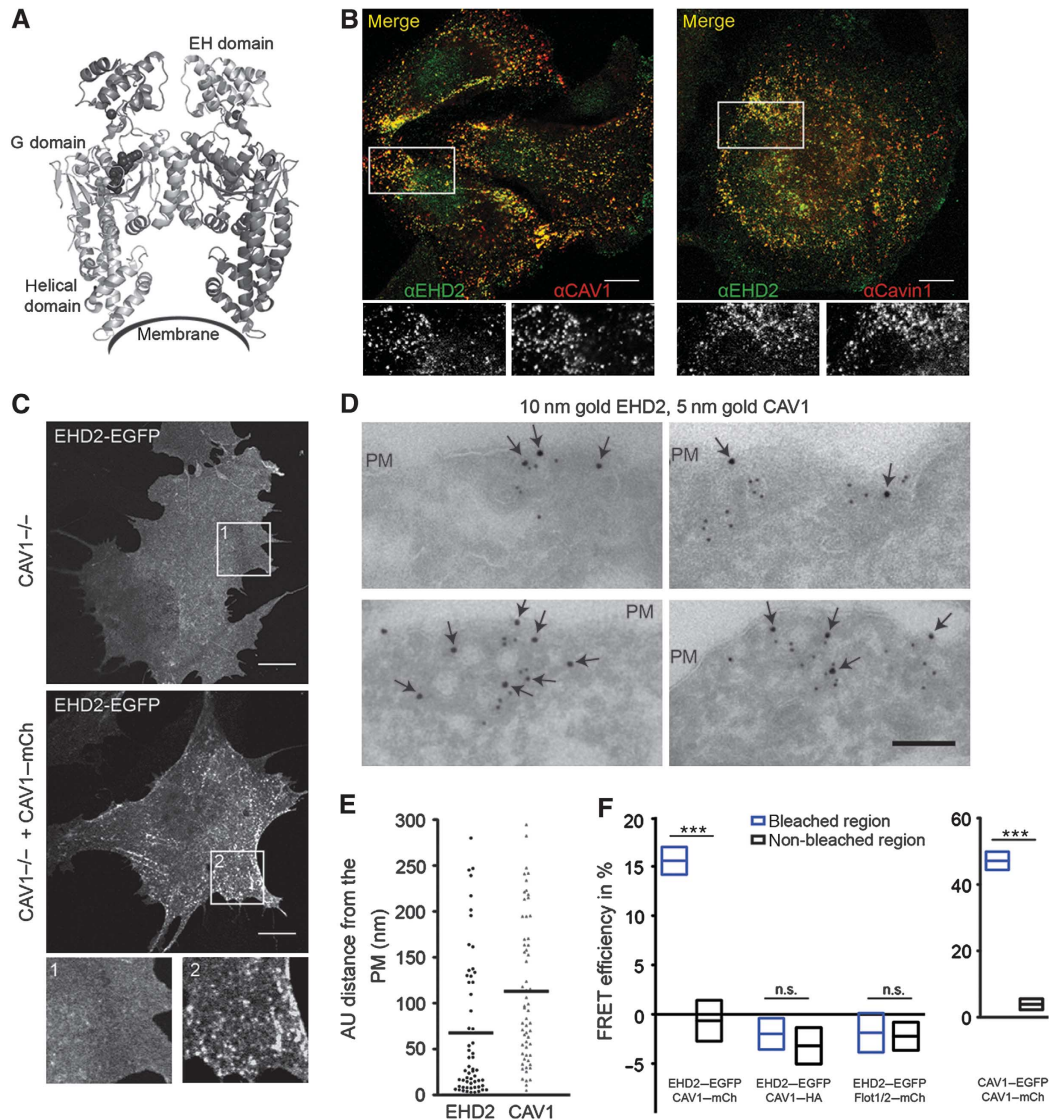 A
EH domain
G domain
Helical
domain
Membrane
B
Merge
αEHD2
αCAV1
Merge
αEHD2
αCavin1
C
EHD2-EGFP
CAV1–/–
1
EHD2-EGFP
CAV1–/– + CAV1–mCh
2
1
2
D
10 nm gold EHD2, 5 nm gold CAV1
PM
PM
PM
PM
E
AU distance from the
PM (nm)
300
250
200
150
100
50
0
EHD2
CAV1
F
FRET efficiency in %
20
15
10
5
0
–5
Bleached region
Non-bleached region
***
n.s.
n.s.
EHD2–EGFP
CAV1–mCh
EHD2–EGFP
CAV1–HA
EHD2–EGFP
Flot1/2–mCh
60
40
20
0
***
CAV1–EGFP
CAV1–mCh